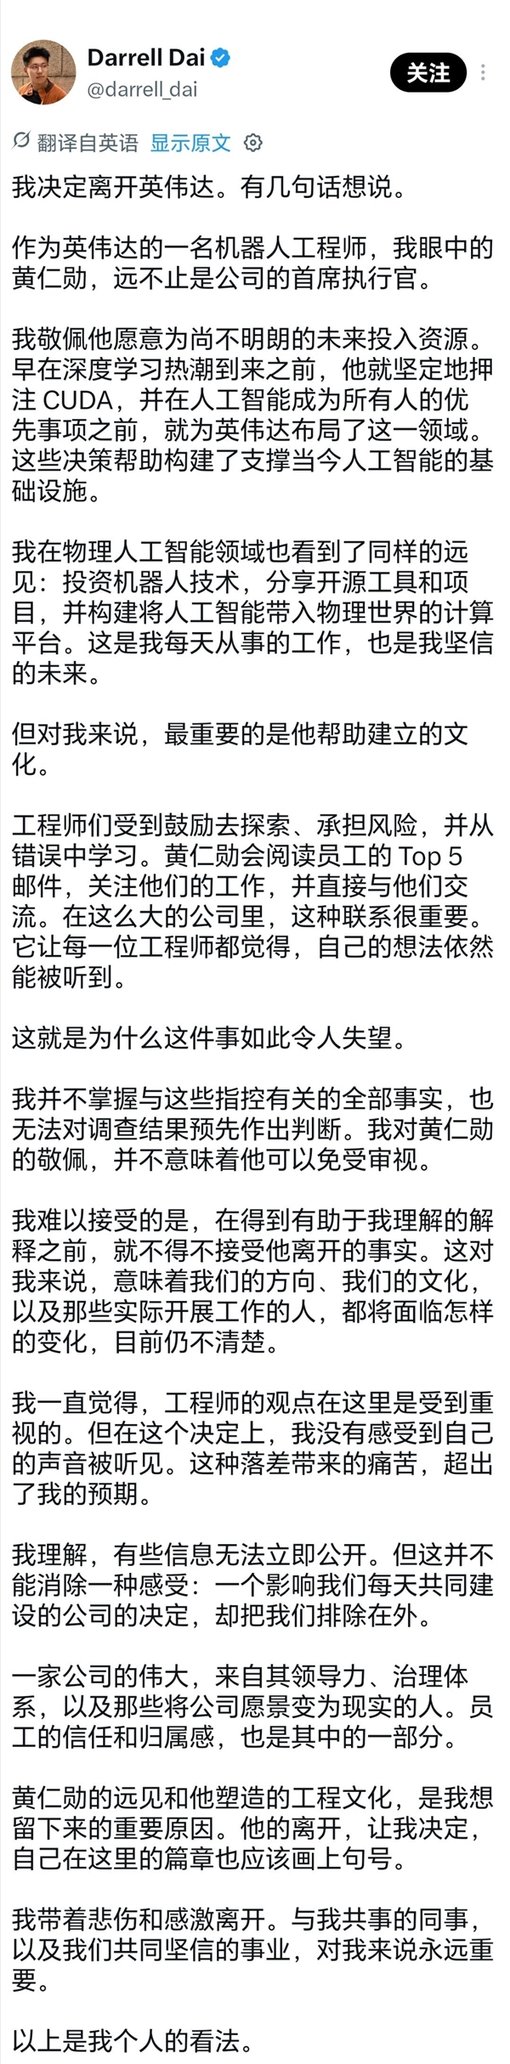 Darrell Dai
@darrell_dai
关注
翻译自英语 显示原文
我决定离开英伟达。有几句话想说。
作为英伟达的一名机器人工程师，我眼中的
黄仁勋，远不止是公司的首席执行官。
我敬佩他愿意为尚不明朗的未来投入资源。
早在深度学习热潮到来之前，他就坚定地押
注 CUDA，并在人工智能成为所有人的优
先事项之前，就为英伟达布局了这一领域。
这些决策帮助构建了支撑当今人工智能的基
础设施。
我在物理人工智能领域也看到了同样的远
见：投资机器人技术，分享开源工具和项
目，并构建将人工智能带入物理世界的计算
平台。这是我每天从事的工作，也是我坚信
的未来。
但对我来说，最重要的是他帮助建立的文
化。
工程师们受到鼓励去探索、承担风险，并从
错误中学习。黄仁勋会阅读员工的 Top 5
邮件，关注他们的工作，并直接与他们交
流。在这么大的公司里，这种联系很重要。
它让每一位工程师都觉得，自己的想法依然
能被听到。
这就是为什么这件事如此令人失望。
我并不掌握与这些指控有关的全部事实，也
无法对调查结果预先作出判断。我对黄仁勋
的敬佩，并不意味着他可以免受审视。
我难以接受的是，在得到有助于我理解的解
释之前，就不得不接受他离开的事实。这对
我来说，意味着我们的方向、我们的文化，
以及那些实际开展工作的人，都将面临怎样
的变化，目前仍不清楚。
我一直觉得，工程师的观点在这里是受到重
视的。但在这个决定上，我没有感受到自己
的声音被听见。这种落差带来的痛苦，超出
了我的预期。
我理解，有些信息无法立即公开。但这并不
能消除一种感受：一个影响我们每天共同建
设的公司的决定，却把我们排除在外。
一家公司的伟大，来自其领导力、治理体
系，以及那些将公司愿景变为现实的人。员
工的信任和归属感，也是其中的一部分。
黄仁勋的远见和他塑造的工程文化，是我想
留下来的重要原因。他的离开，让我决定，
自己在这里的篇章也应该画上句号。
我带着悲伤和感激离开。与我共事的同事，
以及我们共同坚信的事业，对我来说永远重
要。
以上是我个人的看法。